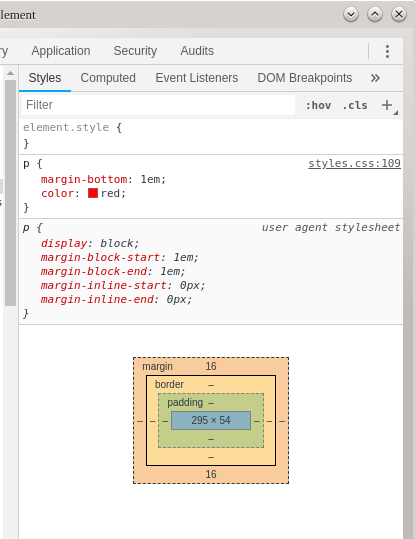 lement
ry Application Security Audits
Styles Computed Event Listeners DOM Breakpoints »
Filter :hov .cls +
element.style {
}
p { styles.css:109
margin-bottom: 1em;
color: red;
}
p { user agent stylesheet
display: block;
margin-block-start: 1em;
margin-block-end: 1em;
margin-inline-start: 0px;
margin-inline-end: 0px;
}
margin 16
border –
padding –
– – – 295 × 54 – – –
–
–
16